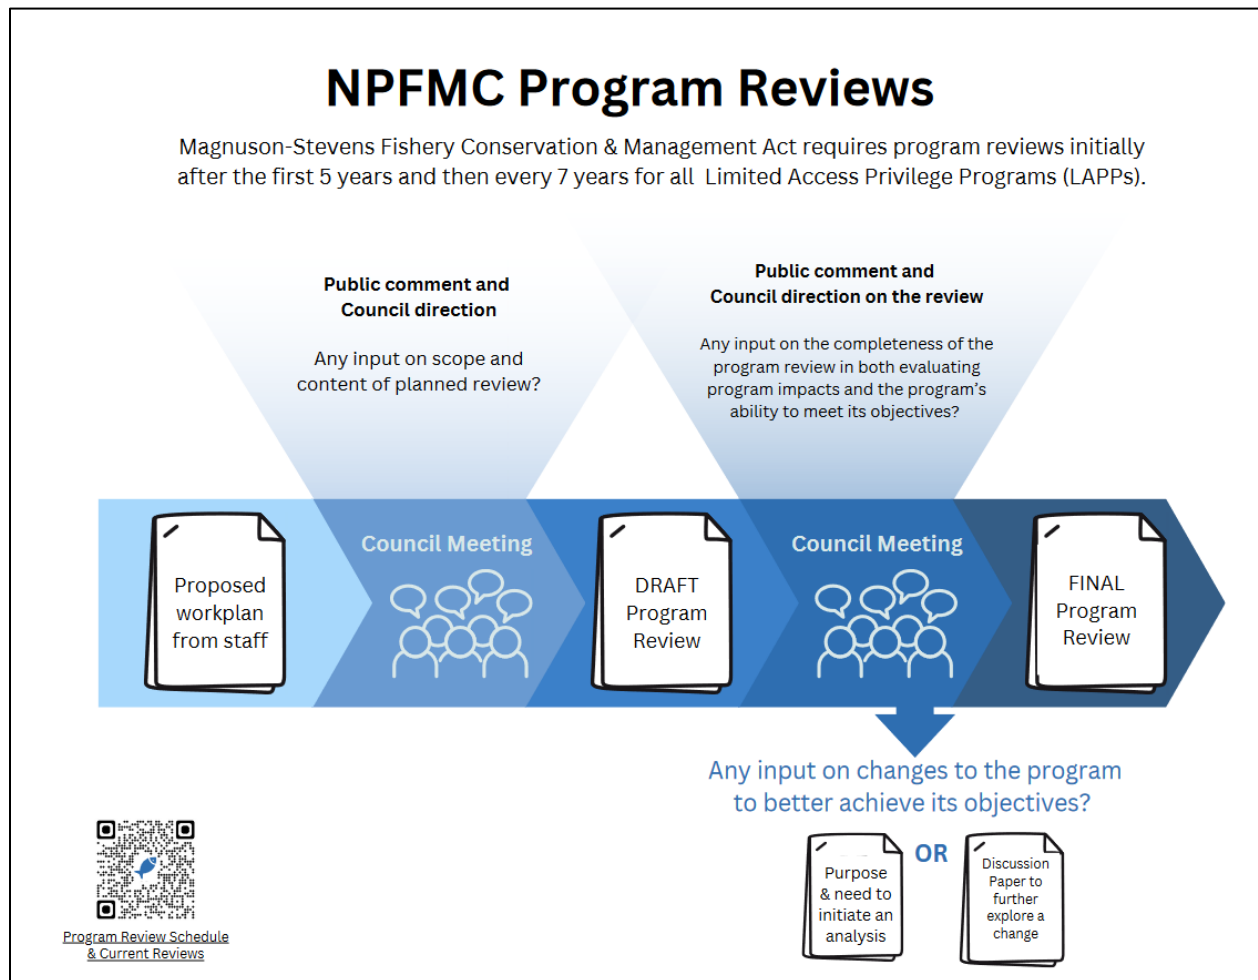 NPFMC Program Reviews
Magnuson-Stevens Fishery Conservation & Management Act requires program reviews initially
after the first 5 years and then every 7 years for all Limited Access Privilege Programs (LAPPs).
Public comment and
Council direction
Any input on scope and
content of planned review?
Public comment and
Council direction on the review
Any input on the completeness of the
program review in both evaluating
program impacts and the program's
ability to meet its objectives?
Proposed
workplan
from staff
Council Meeting
DRAFT
Program
Review
Council Meeting
FINAL
Program
Review
Any input on changes to the program
to better achieve its objectives?
Purpose
& need to
initiate an
analysis
OR
Discussion
Paper to
further
explore a
change
Program Review Schedule
& Current Reviews